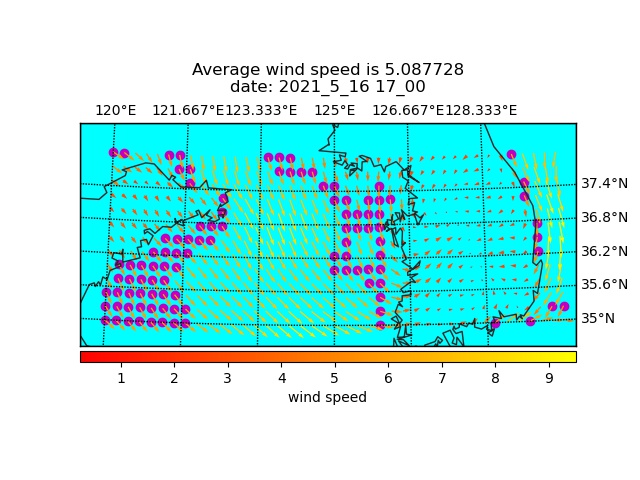 Average wind speed is 5.087728
date: 2021_5_16 17_00
120°E 121.667°E 123.333°E 125°E 126.667°E 128.333°E
37.4°N
36.8°N
36.2°N
35.6°N
35°N
1 2 3 4 5 6 7 8 9
wind speed